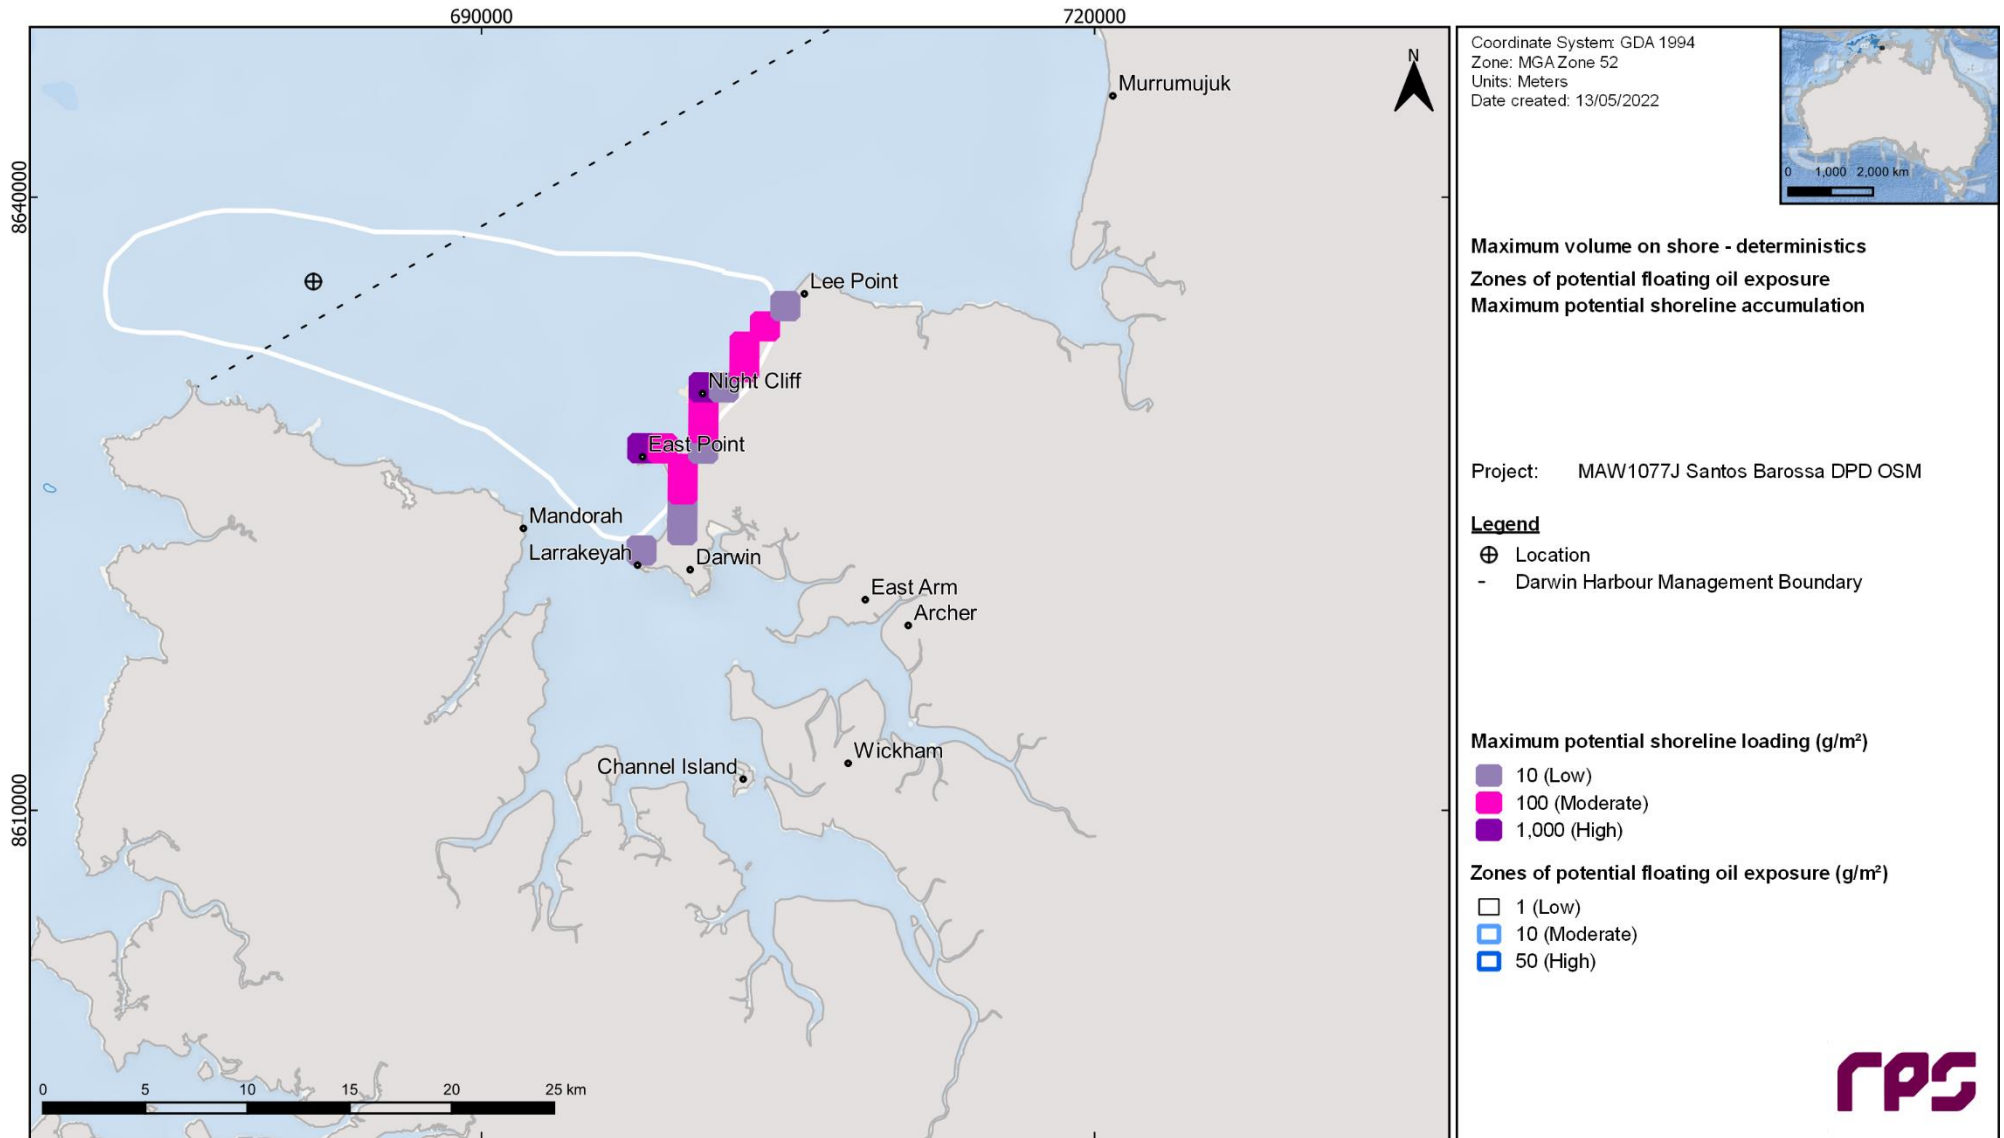 690000
720000
8640000
8610000
N
Murrumujuk
Lee Point
Night Cliff
East Point
Mandorah
Larrakeyah
Darwin
East Arm
Archer
Wickham
Channel Island
0 5 10 15 20 25 km
Coordinate System: GDA 1994
Zone: MGA Zone 52
Units: Meters
Date created: 13/05/2022
0 1,000 2,000 km
Maximum volume on shore - deterministics
Zones of potential floating oil exposure
Maximum potential shoreline accumulation
Project: MAW1077J Santos Barossa DPD OSM
Legend
Location
Darwin Harbour Management Boundary
Maximum potential shoreline loading (g/m²)
10 (Low)
100 (Moderate)
1,000 (High)
Zones of potential floating oil exposure (g/m²)
1 (Low)
10 (Moderate)
50 (High)
rps